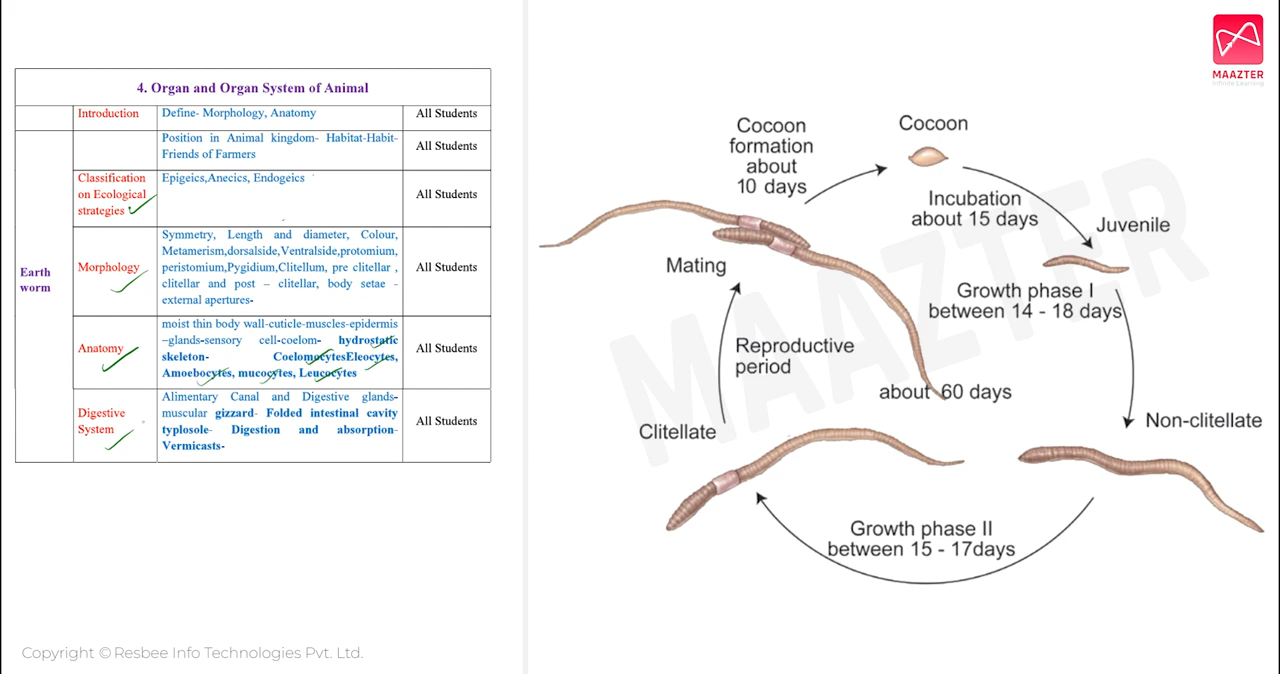 4. Organ and Organ System of Animal
Introduction
Define- Morphology, Anatomy
All Students
Earth
worm
Position in Animal kingdom- Habitat-Habit-
Friends of Farmers
All Students
Classification
on Ecological
strategies
Epigeics,Anecics, Endogeics
All Students
Morphology
Symmetry, Length and diameter, Colour,
Metamerism,dorsalside,Ventralside,protomium,
peristomium,Pygidium,Clitellum, pre clitellar ,
clitellar and post – clitellar, body setae -
external apertures-
All Students
Anatomy
moist thin body wall-cuticle-muscles-epidermis
–glands-sensory cell-coelom- hydrostatic
skeleton- CoelomocytesEleocytes,
Amoebocytes, mucocytes, Leucocytes
All Students
Digestive
System
Alimentary Canal and Digestive glands-
muscular gizzard- Folded intestinal cavity
typlosole- Digestion and absorption-
Vermicasts-
All Students
Copyright © Resbee Info Technologies Pvt. Ltd.
MAAZTER
Infinite Learning
Cocoon
formation
about
10 days
Cocoon
Incubation
about 15 days
Juvenile
Growth phase I
between 14 - 18 days
Mating
Reproductive
period
about 60 days
Clitellate
Non-clitellate
Growth phase II
between 15 - 17days
MAAZTER